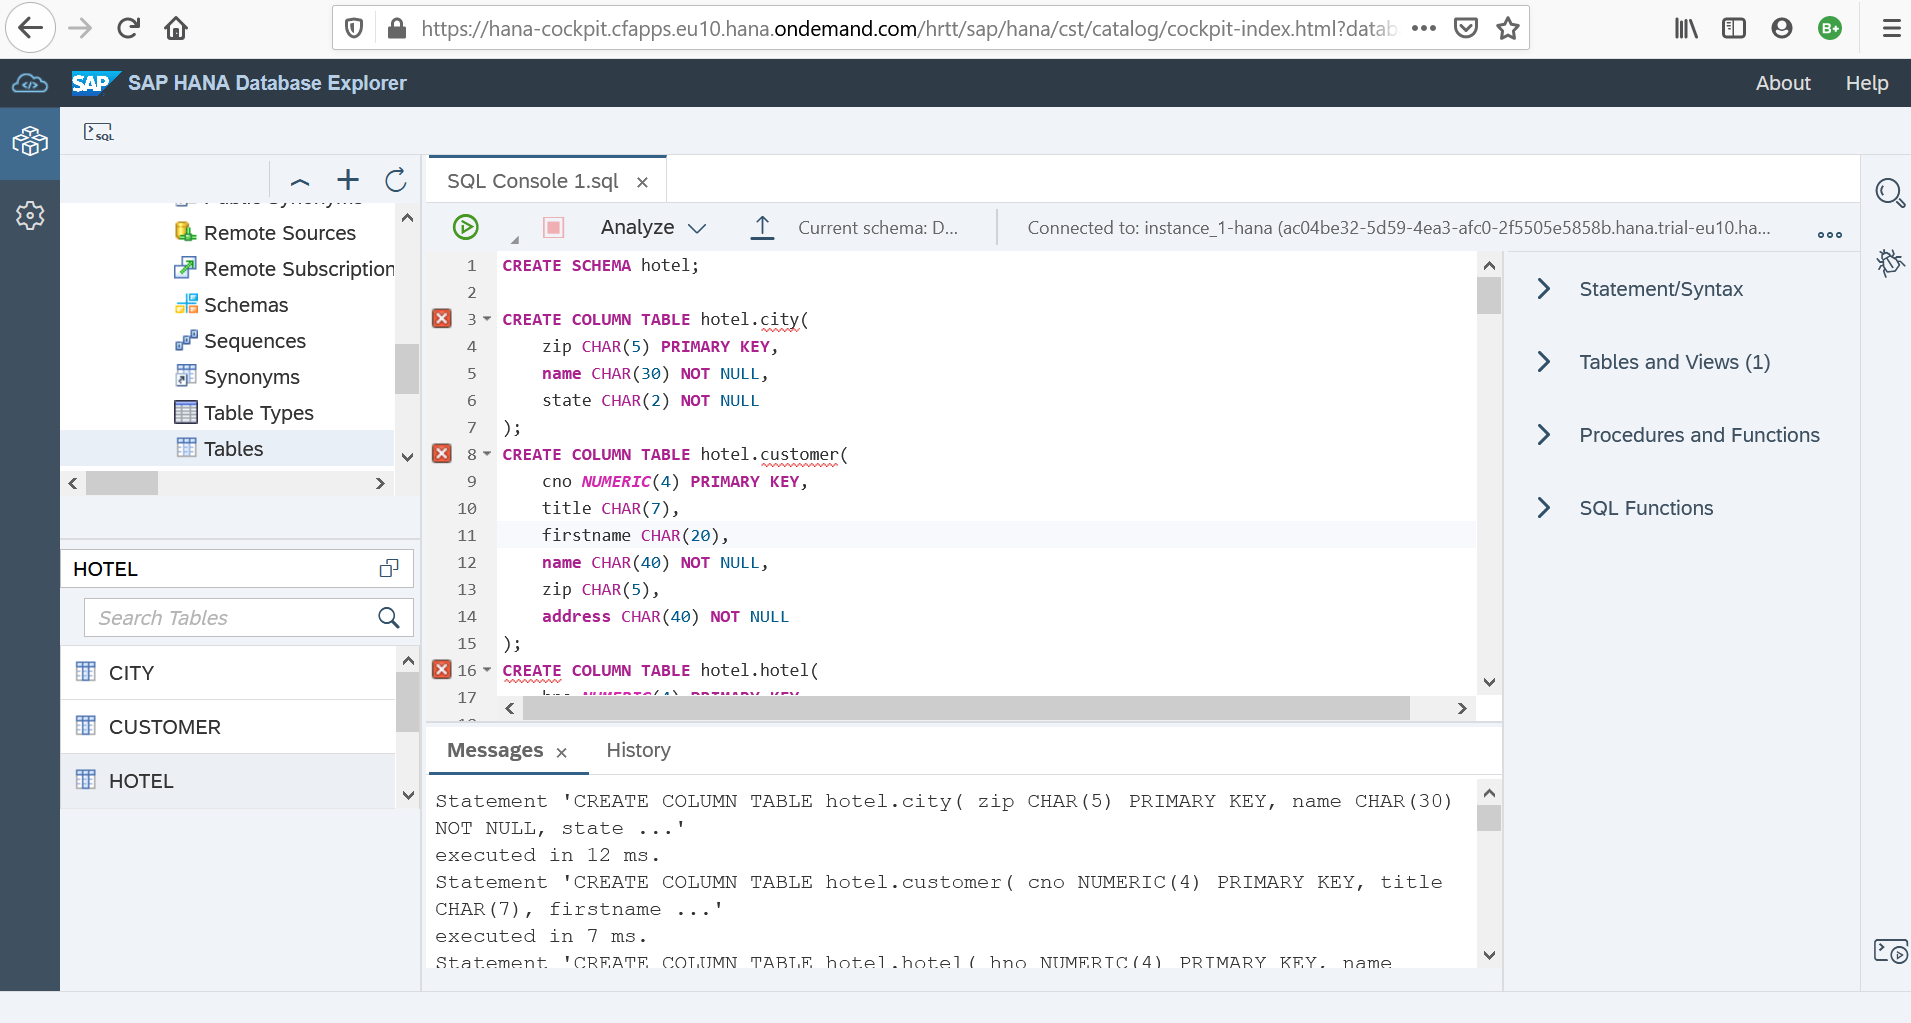 https://hana-cockpit.cfapps.eu10.hana.ondemand.com/hrtt/sap/hana/cst/catalog/cockpit-index.html?datab
B+
SAP SAP HANA Database Explorer
About Help
SQL
Remote Sources
Remote Subscription
Schemas
Sequences
Synonyms
Table Types
Tables
HOTEL
Search Tables
CITY
CUSTOMER
HOTEL
SQL Console 1.sql
Analyze Current schema: D... Connected to: instance_1-hana (ac04be32-5d59-4ea3-afc0-2f5505e5858b.hana.trial-eu10.ha...
1 CREATE SCHEMA hotel;
2
3 CREATE COLUMN TABLE hotel.city(
4 zip CHAR(5) PRIMARY KEY,
5 name CHAR(30) NOT NULL,
6 state CHAR(2) NOT NULL
7 );
8 CREATE COLUMN TABLE hotel.customer(
9 cno NUMERIC(4) PRIMARY KEY,
10 title CHAR(7),
11 firstname CHAR(20),
12 name CHAR(40) NOT NULL,
13 zip CHAR(5),
14 address CHAR(40) NOT NULL
15 );
16 CREATE COLUMN TABLE hotel.hotel(
17 hno NUMERIC(4) PRIMARY KEY
Messages History
Statement 'CREATE COLUMN TABLE hotel.city( zip CHAR(5) PRIMARY KEY, name CHAR(30)
NOT NULL, state ...'
executed in 12 ms.
Statement 'CREATE COLUMN TABLE hotel.customer( cno NUMERIC(4) PRIMARY KEY, title
CHAR(7), firstname ...'
executed in 7 ms.
Statement 'CREATE COLUMN TABLE hotel.hotel( hno NUMERIC(4) PRIMARY KEY, name
Statement/Syntax
Tables and Views (1)
Procedures and Functions
SQL Functions